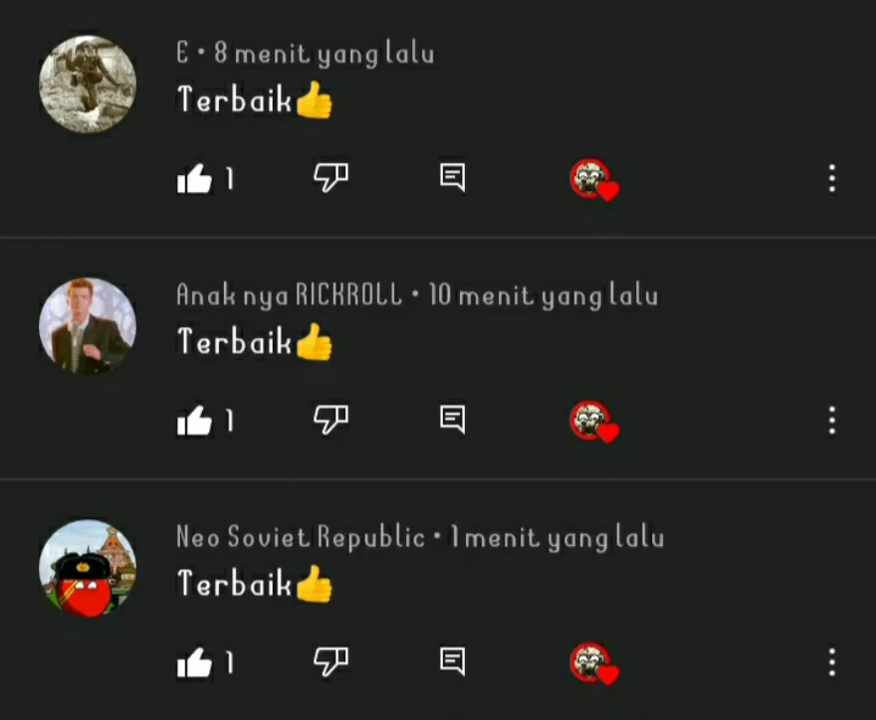 E • 8 menit yang lalu
Terbaik👍
1
Anak nya RICKROLL • 10 menit yang lalu
Terbaik👍
1
Neo Soviet Republic • 1 menit yang lalu
Terbaik👍
1